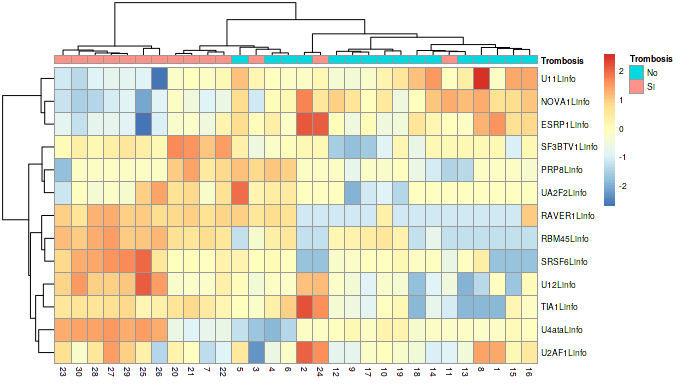 Trombosis
Trombosis
No
Si
2
1
0
-1
-2
U11Linfo
NOVA1Linfo
ESRP1Linfo
SF3BTV1Linfo
PRP8Linfo
UA2F2Linfo
RAVER1Linfo
RBM45Linfo
SRSF6Linfo
U12Linfo
TIA1Linfo
U4ataLinfo
U2AF1Linfo
23 30 28 27 29 25 26 20 21 7 22 5 3 4 6 2 24 12 9 17 10 19 18 14 11 13 8 1 15 16